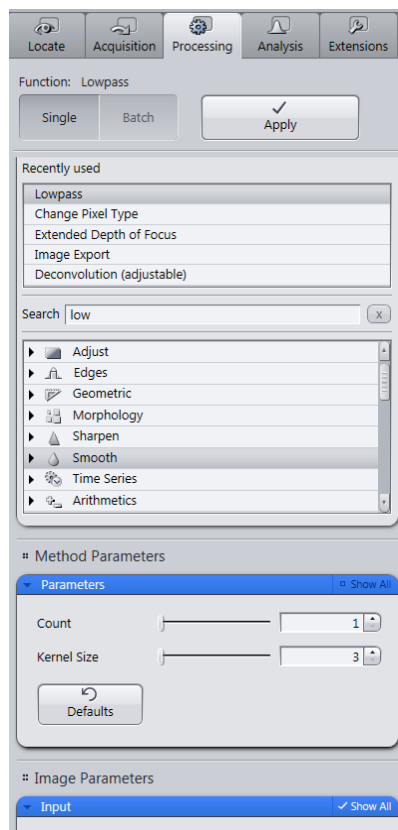 Locate Acquisition Processing Analysis Extensions
Function: Lowpass
Single Batch Apply
Recently used
Lowpass
Change Pixel Type
Extended Depth of Focus
Image Export
Deconvolution (adjustable)
Search low X
Adjust
Edges
Geometric
Morphology
Sharpen
Smooth
Time Series
Arithmetics
Method Parameters
Parameters Show All
Count 1
Kernel Size 3
Defaults
Image Parameters
Input Show All